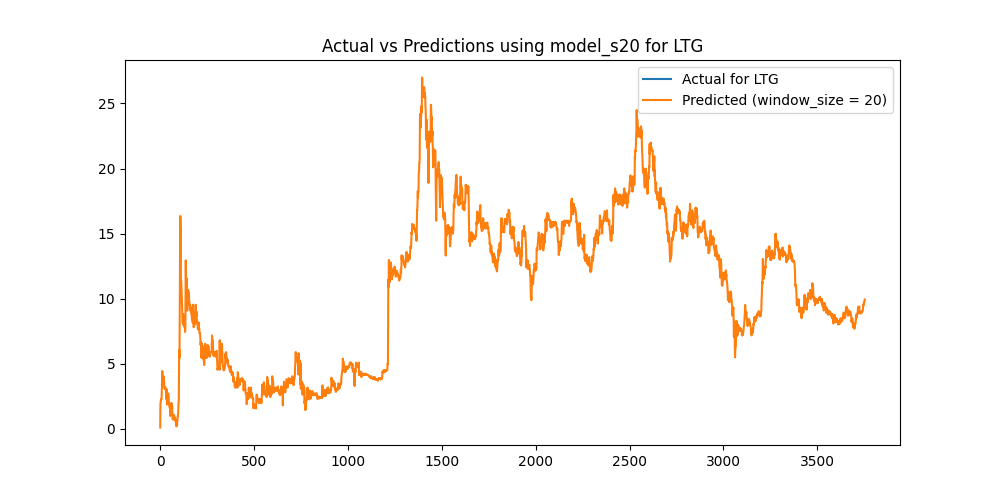 Actual vs Predictions using model_s20 for LTG
Actual for LTG
Predicted (window_size = 20)
25
20
15
10
5
0
0 500 1000 1500 2000 2500 3000 3500